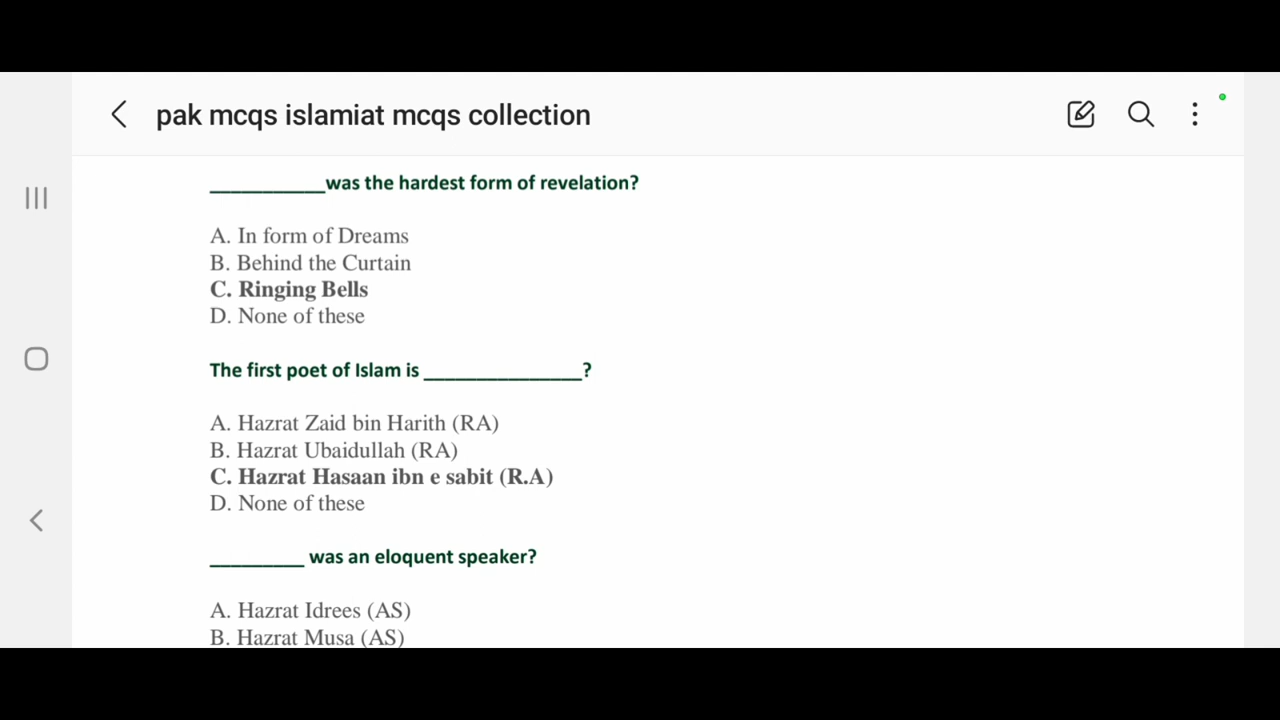 pak mcqs islamiat mcqs collection
___________was the hardest form of revelation?
A. In form of Dreams
B. Behind the Curtain
C. Ringing Bells
D. None of these
The first poet of Islam is _______________?
A. Hazrat Zaid bin Harith (RA)
B. Hazrat Ubaidullah (RA)
C. Hazrat Hasaan ibn e sabit (R.A)
D. None of these
_________ was an eloquent speaker?
A. Hazrat Idrees (AS)
B. Hazrat Musa (AS)